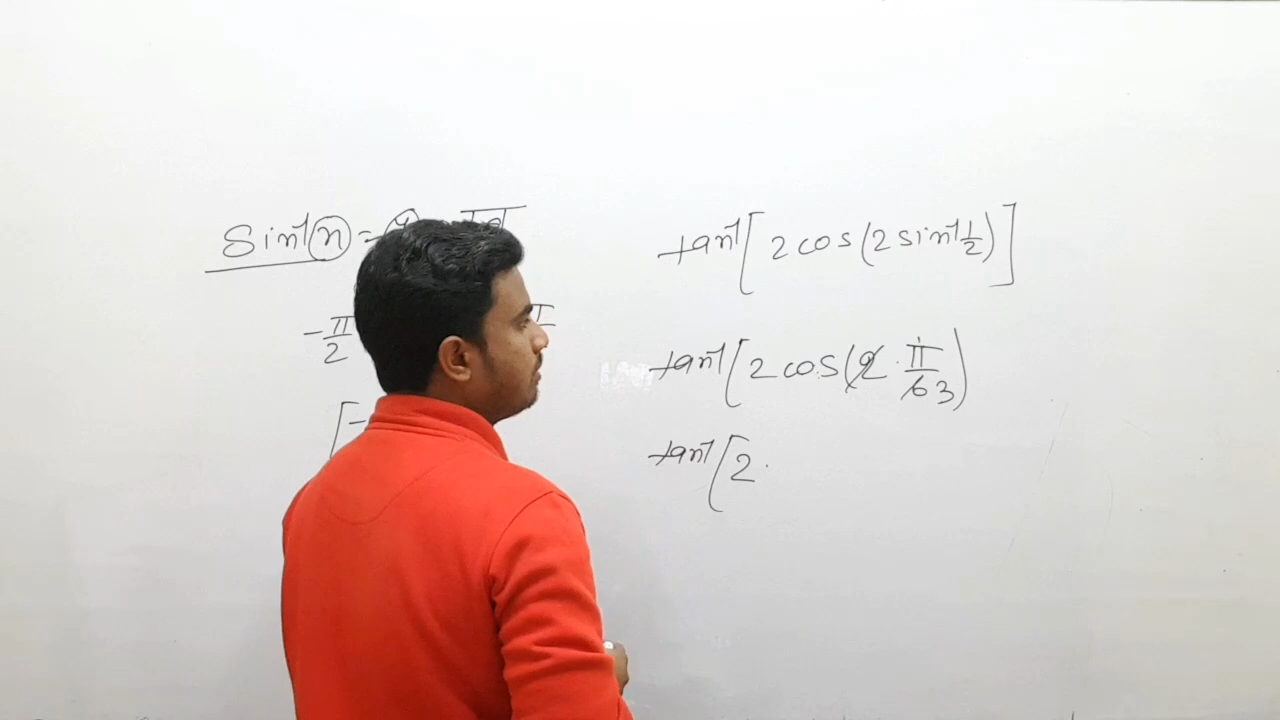 sin⁻¹(x) =
-π/2
[-
tan⁻¹[2cos(2sin⁻¹ 1/2)]
tan⁻¹[2cos(2·π/6 3)
tan⁻¹[2.